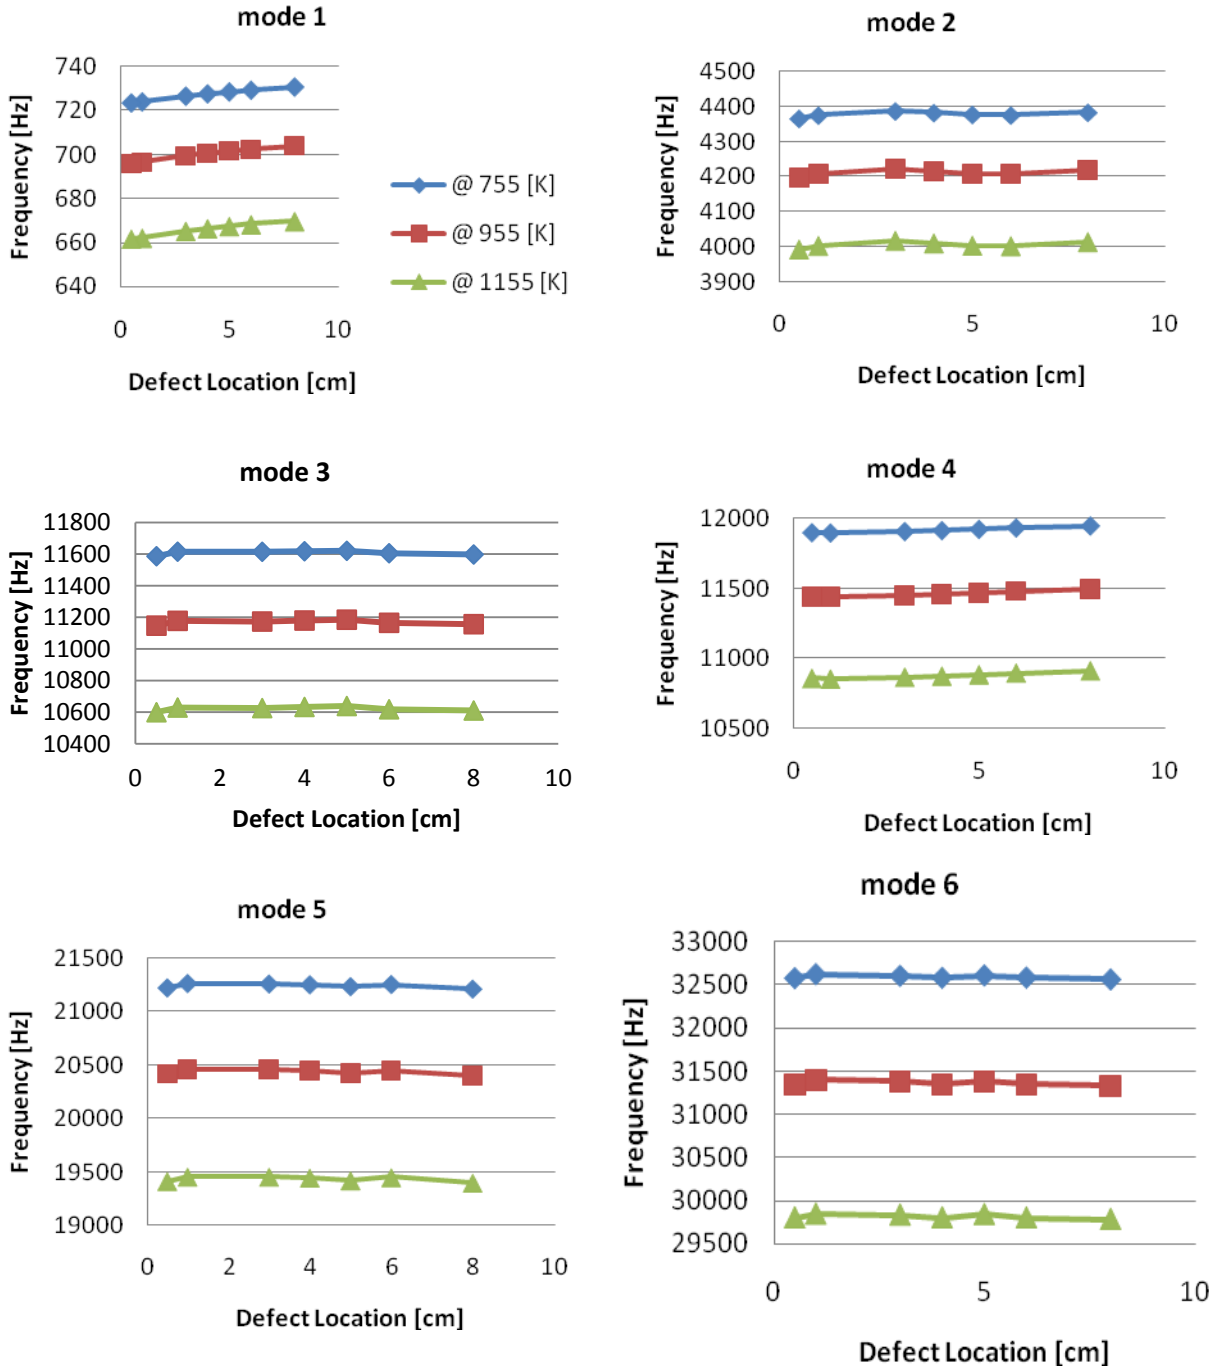 mode 1
740
720
700
680
660
640
0 5 10
Frequency [Hz]
Defect Location [cm]
@ 755 [K]
@ 955 [K]
@ 1155 [K]
mode 2
4500
4400
4300
4200
4100
4000
3900
0 5 10
Frequency [Hz]
Defect Location [cm]
mode 3
11800
11600
11400
11200
11000
10800
10600
10400
0 2 4 6 8 10
Frequency [Hz]
Defect Location [cm]
mode 4
12000
11500
11000
10500
0 5 10
Frequency [Hz]
Defect Location [cm]
mode 5
21500
21000
20500
20000
19500
19000
0 2 4 6 8 10
Frequency [Hz]
Defect Location [cm]
mode 6
33000
32500
32000
31500
31000
30500
30000
29500
0 5 10
Frequency [Hz]
Defect Location [cm]